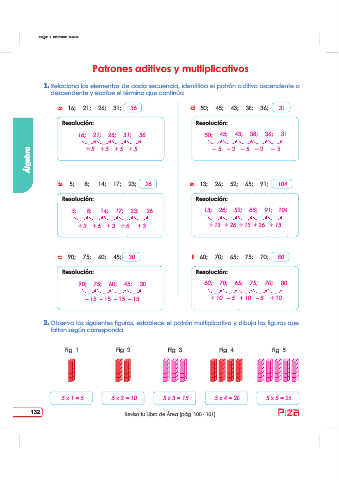 Patrones aditivos y multiplicativos
1. Relaciona los elementos de cada secuencia, identifica el patrón aditivo ascendente o
descendente y escribe el término que continúa:
a. 16; 21; 26; 31; 36
d. 50; 45; 43; 38; 36; 31
Resolución:
Resolución:
16; 21; 26; 31; 36
50; 45; 43; 38; 36; 31
+ 5 + 5 + 5 + 5
– 5 – 2 – 5 – 2 – 5
Álgebra
b. 5; 8; 14; 17; 23; 26
e. 13; 26; 52; 65; 91; 104
Resolución:
Resolución:
5; 8; 14; 17; 23; 26
13; 26; 52; 65; 91; 104
+ 3 + 6 + 3 + 6 + 3
+ 13 + 26 + 13 + 26 + 13
c. 90; 75; 60; 45; 30
f. 60; 70; 65; 75; 70; 80
Resolución:
Resolución:
90; 75; 60; 45; 30
60; 70; 65; 75; 70; 80
– 15 – 15 – 15 – 15
+ 10 – 5 + 10 – 5 + 10
2. Observa las siguientes figuras, establece el patrón multiplicativo y dibuja las figuras que
faltan según corresponda.
Fig. 1 Fig. 2 Fig. 3 Fig. 4 Fig. 5
5 x 1 = 5 5 x 2 = 10 5 x 3 = 15 5 x 4 = 20 5 x 5 = 25
132
Revisa tu Libro de Área (pág. 100 - 101)